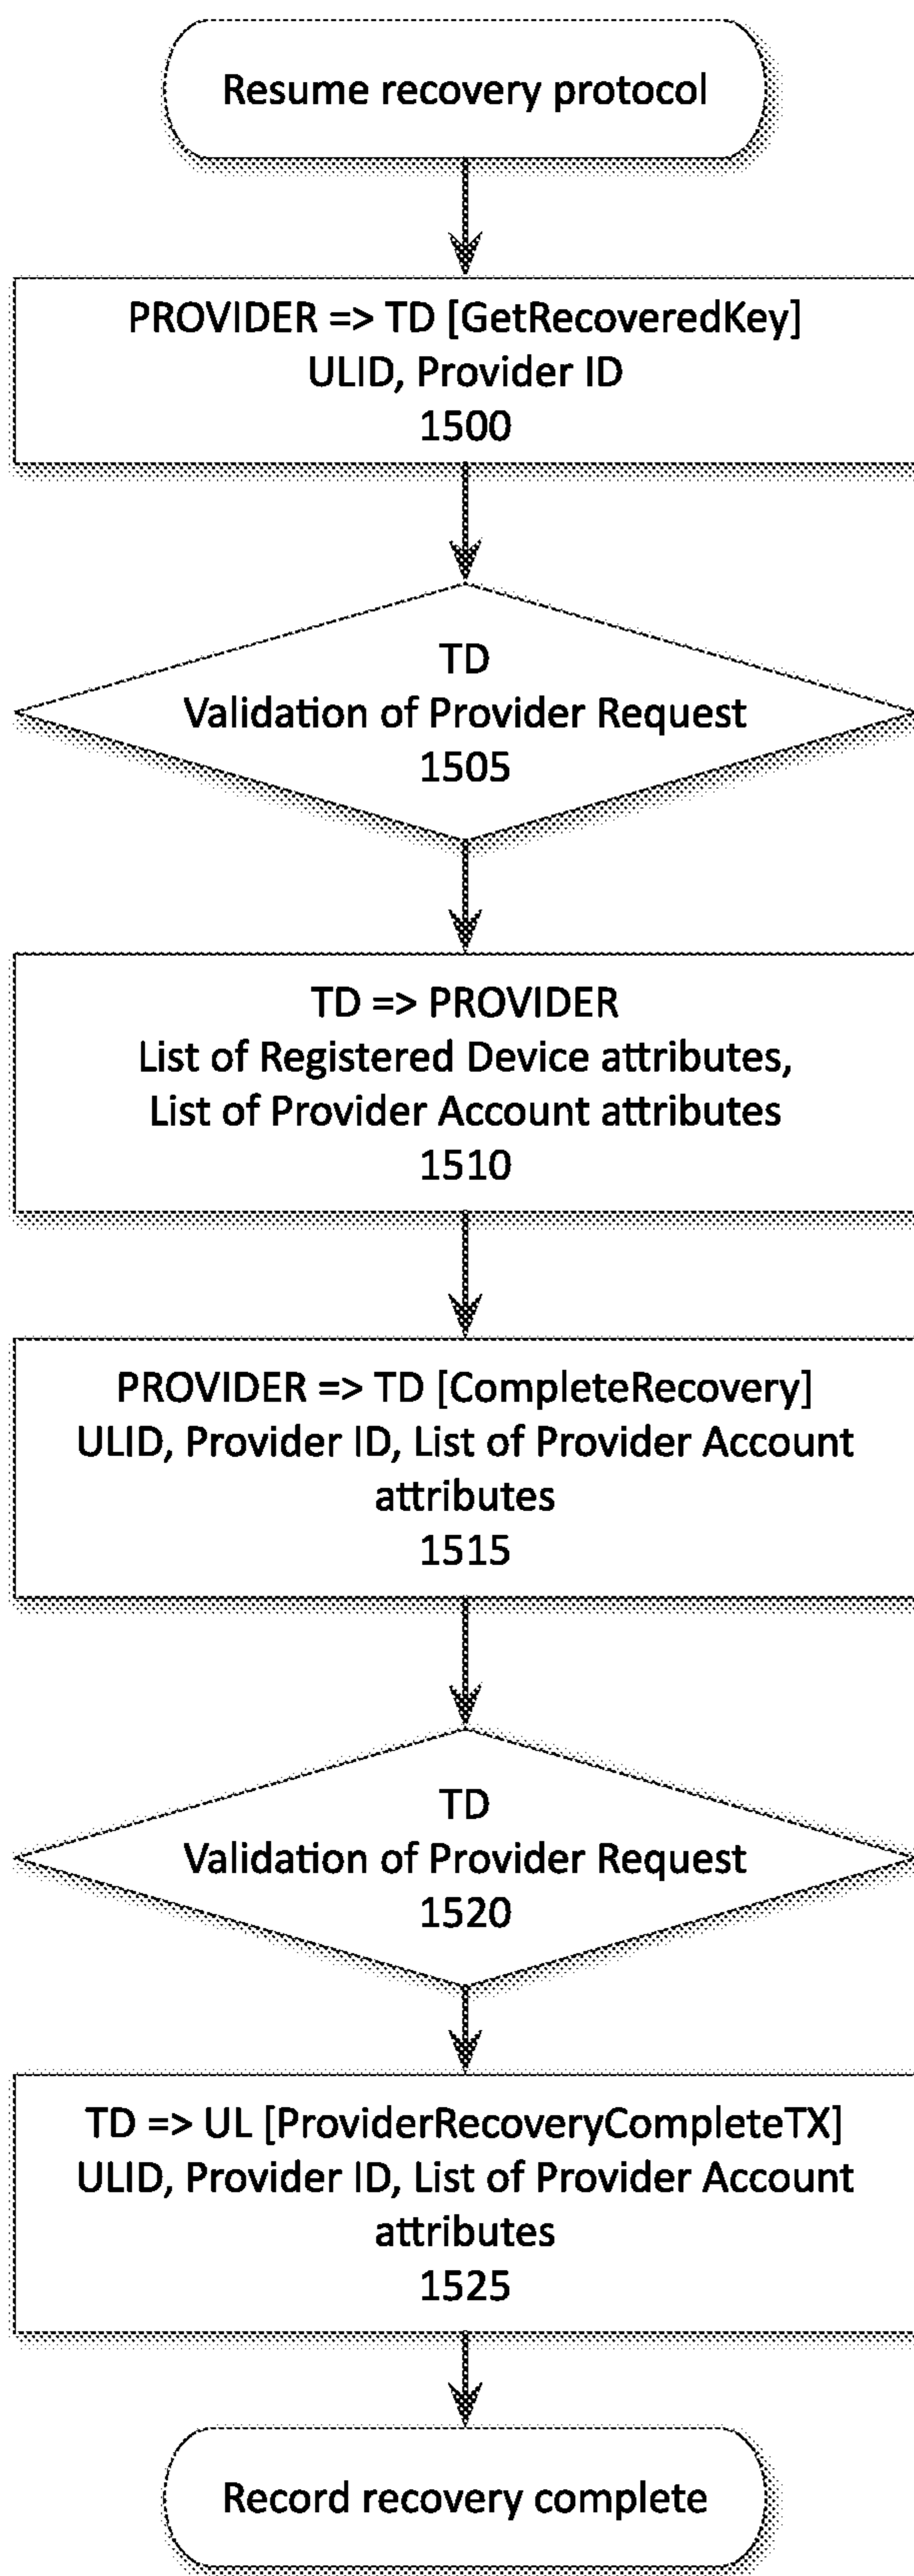 Resume recovery protocol
PROVIDER => TD [GetRecoveredKey]
ULID, Provider ID
1500
TD
Validation of Provider Request
1505
TD => PROVIDER
List of Registered Device attributes,
List of Provider Account attributes
1510
PROVIDER => TD [CompleteRecovery]
ULID, Provider ID, List of Provider Account
attributes
1515
TD
Validation of Provider Request
1520
TD => UL [ProviderRecoveryCompleteTX]
ULID, Provider ID, List of Provider Account
attributes
1525
Record recovery complete